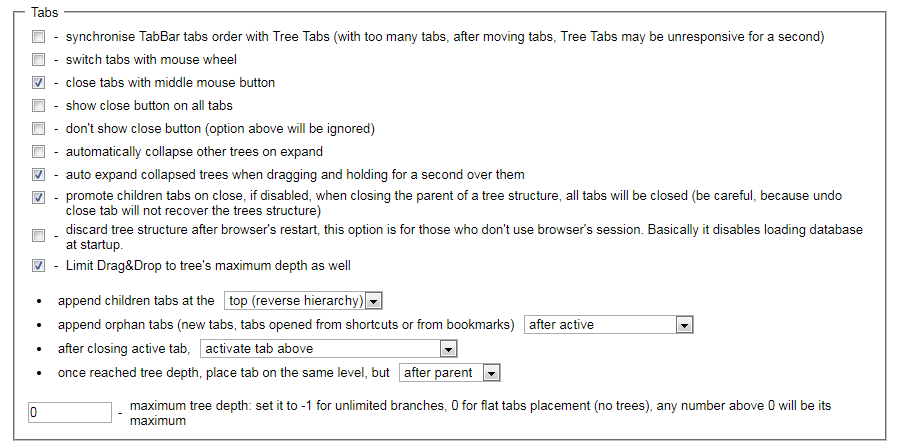 Tabs
- synchronise TabBar tabs order with Tree Tabs (with too many tabs, after moving tabs, Tree Tabs may be unresponsive for a second)
- switch tabs with mouse wheel
- close tabs with middle mouse button
- show close button on all tabs
- don't show close button (option above will be ignored)
- automatically collapse other trees on expand
- auto expand collapsed trees when dragging and holding for a second over them
- promote children tabs on close, if disabled, when closing the parent of a tree structure, all tabs will be closed (be careful, because undo
close tab will not recover the trees structure)
- discard tree structure after browser's restart, this option is for those who don't use browser's session. Basically it disables loading database
at startup.
- Limit Drag&Drop to tree's maximum depth as well
• append children tabs at the top (reverse hierarchy)
• append orphan tabs (new tabs, tabs opened from shortcuts or from bookmarks) after active
• after closing active tab, activate tab above
• once reached tree depth, place tab on the same level, but after parent
0 - maximum tree depth: set it to -1 for unlimited branches, 0 for flat tabs placement (no trees), any number above 0 will be its
maximum